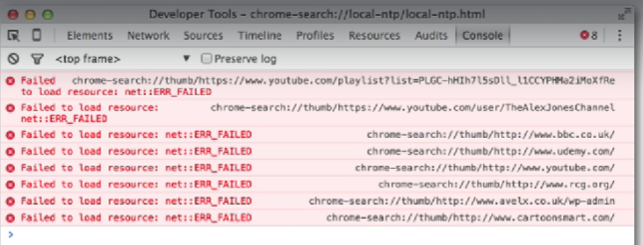 Developer Tools - chrome-search://local-ntp/local-ntp.html
Elements Network Sources Timeline Profiles Resources Audits Console 8
<top frame> Preserve log
Failed chrome-search://thumb/https://www.youtube.com/playlist?list=
to load resource: net::ERR_FAILED
Failed to load resource: chrome-search://thumb/https://www.youtube.com/user/TheAlexJonesChannel
net::ERR_FAILED
Failed to load resource: net::ERR_FAILED chrome-search://thumb/http://www.bbc.co.uk/
Failed to load resource: net::ERR_FAILED chrome-search://thumb/http://www.udemy.com/
Failed to load resource: net::ERR_FAILED chrome-search://thumb/http://www.youtube.com/
Failed to load resource: net::ERR_FAILED chrome-search://thumb/http://www.rcg.org/
Failed to load resource: net::ERR_FAILED chrome-search://thumb/http://www.avelx.co.uk/wp-admin
Failed to load resource: net::ERR_FAILED chrome-search://thumb/http://www.cartoonsmart.com/
>